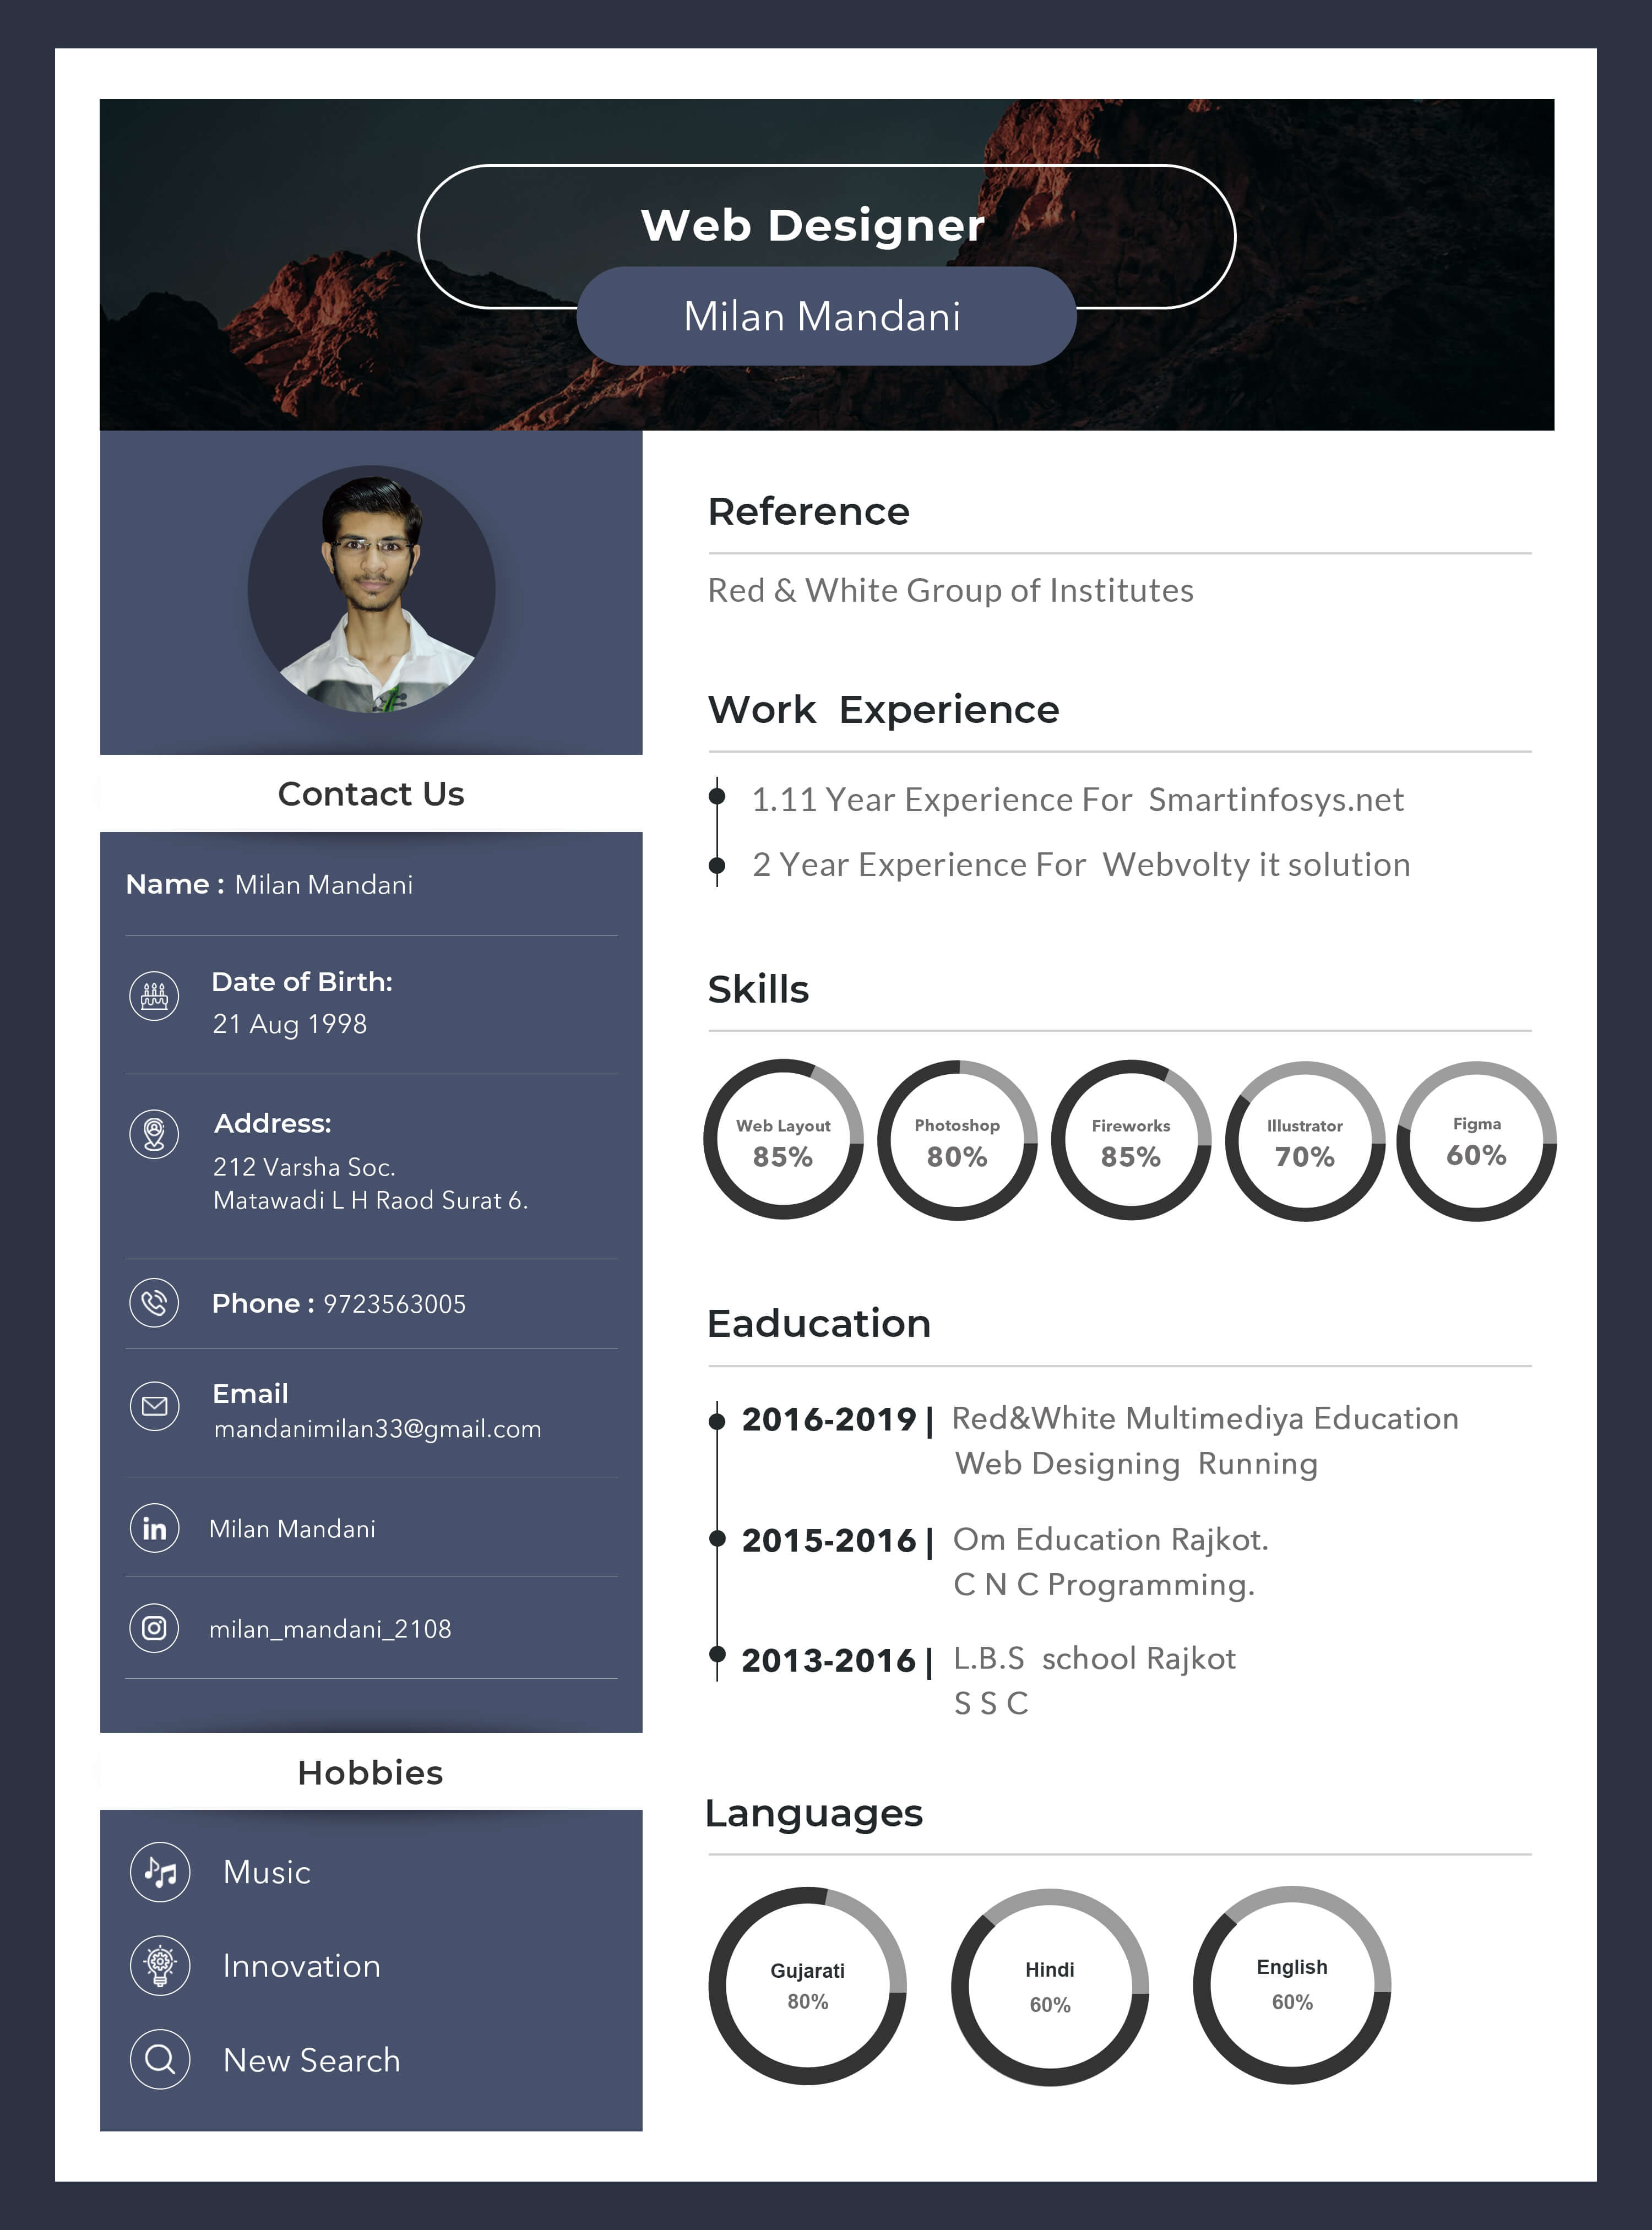 Web Designer
Milan Mandani
Contact Us
Name : Milan Mandani
Date of Birth:
21 Aug 1998
Address:
212 Varsha Soc.
Matawadi L H Raod Surat 6.
Phone : 9723563005
Email
mandanimilan33@gmail.com
in
Milan Mandani
milan_mandani_2108
Hobbies
Music
Innovation
New Search
Reference
Red & White Group of Institutes
Work Experience
1.11 Year Experience For Smartinfosys.net
2 Year Experience For Webvolty it solution
Skills
Web Layout
85%
Photoshop
80%
Fireworks
85%
Illustrator
70%
Figma
60%
Eaducation
2016-2019 | Red&White Multimediya Education
Web Designing Running
2015-2016 | Om Education Rajkot.
C N C Programming.
2013-2016 | L.B.S school Rajkot
S S C
Languages
Gujarati
80%
Hindi
60%
English
60%